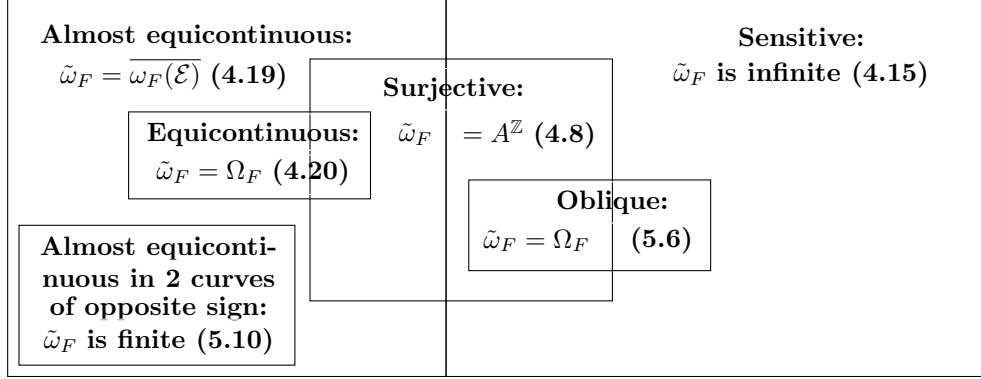 Almost equicontinuous:
ω̃_F = \overline{ω_F(ℰ)} (4.19)
Sensitive:
ω̃_F is infinite (4.15)
Surjective:
ω̃_F = A^ℤ (4.8)
Equicontinuous:
ω̃_F = Ω_F (4.20)
Oblique:
ω̃_F = Ω_F (5.6)
Almost equiconti-
nuous in 2 curves
of opposite sign:
ω̃_F is finite (5.10)